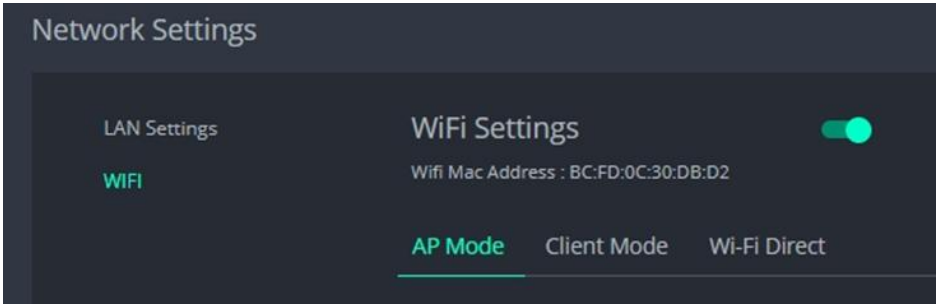 Network Settings
LAN Settings
WIFI
WiFi Settings
Wifi Mac Address : BC:FD:0C:30:DB:D2
AP Mode Client Mode Wi-Fi Direct